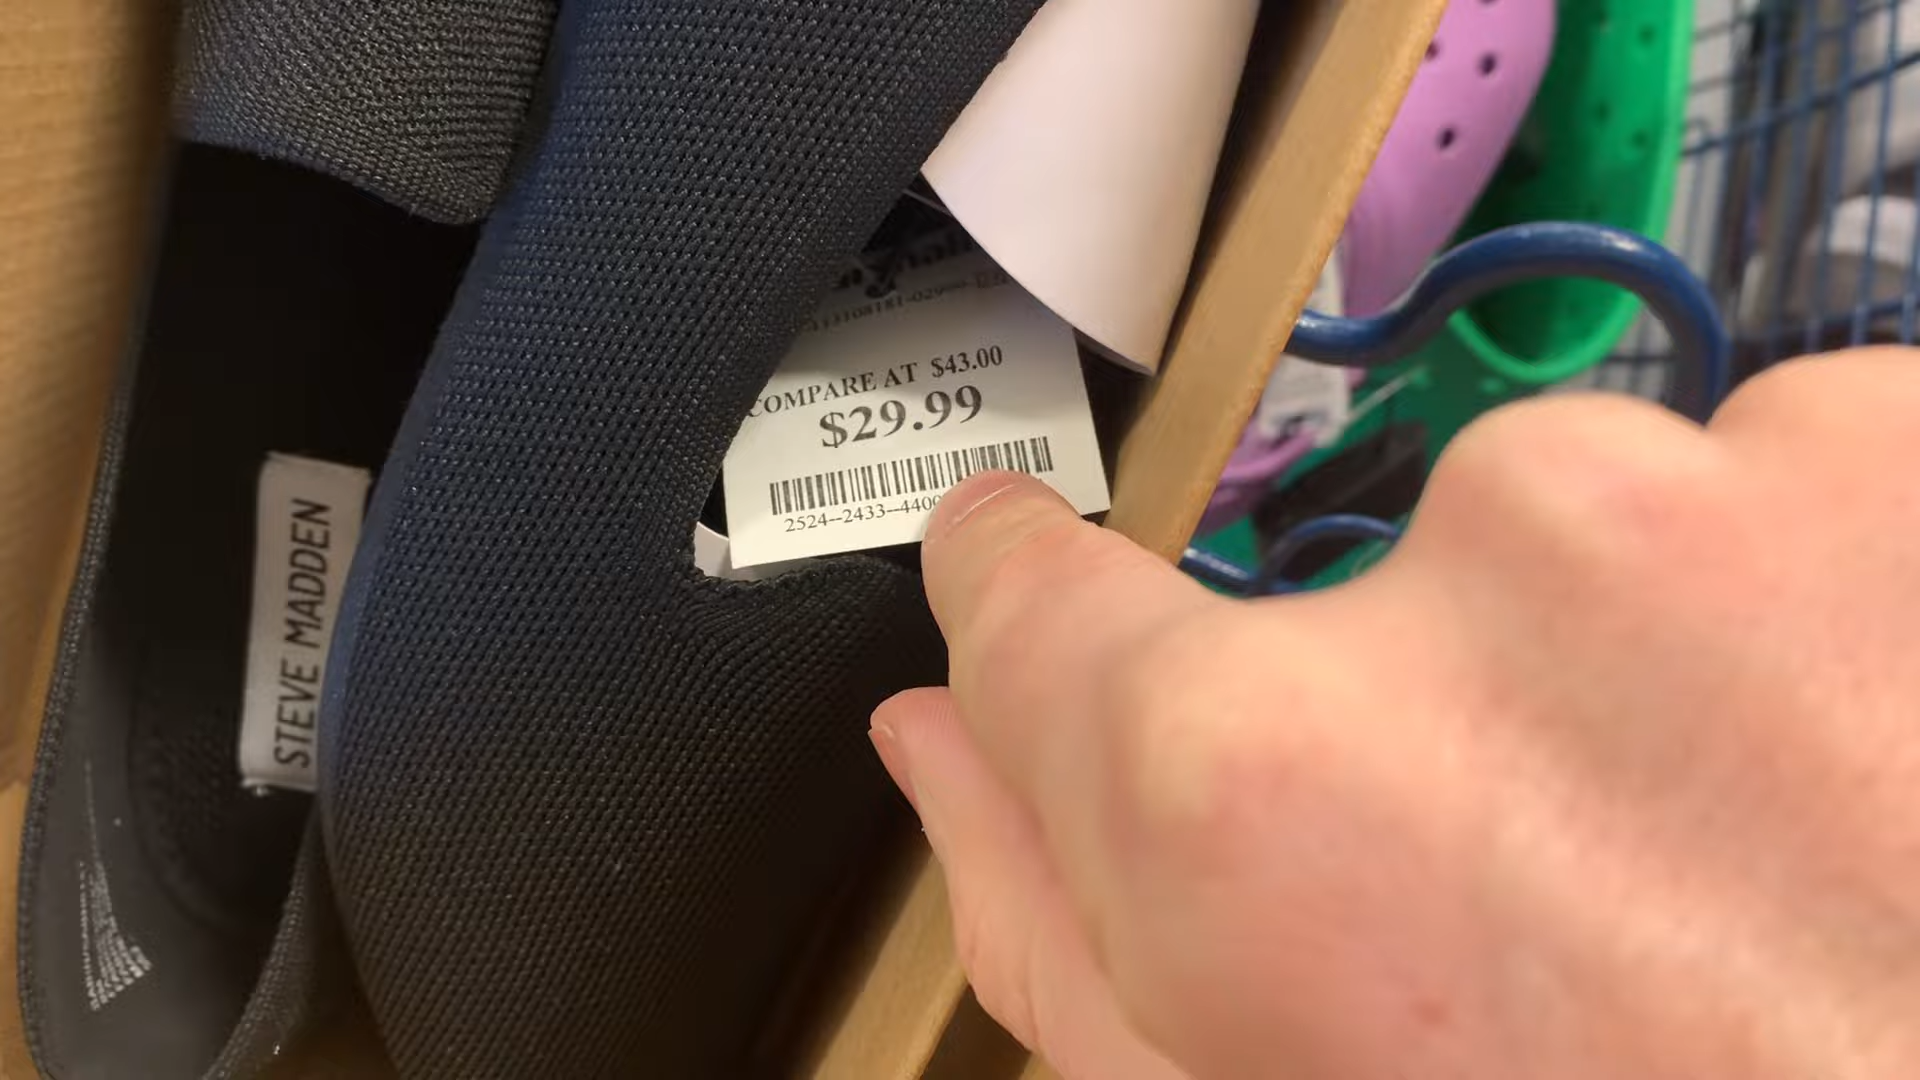 COMPARE AT $43.00
$29.99
2524--2433--4400
STEVE MADDEN